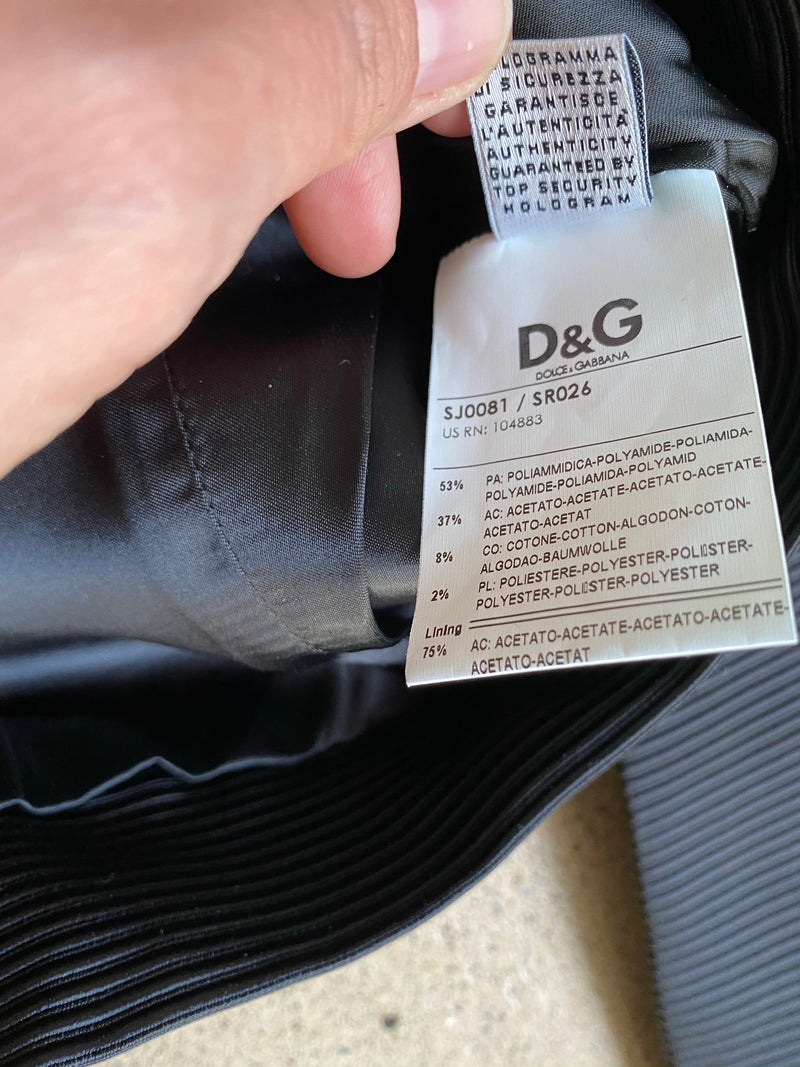 OLOGRAMMA
DI SICUREZZA
GARANTISCE
L'AUTENTICITÀ
AUTHENTICITY
GUARANTEED BY
TOP SECURITY
HOLOGRAM
D&G
DOLCE & GABBANA
SJ0081 / SR026
US RN: 104883
53% PA: POLIAMMIDICA-POLYAMIDE-POLIAMIDA-
POLYAMIDE-POLIAMIDA-POLYAMID
37% AC: ACETATO-ACETATE-ACETATO-ACETATE-
ACETATO-ACETAT
8% CO: COTONE-COTTON-ALGODON-COTON-
ALGODAO-BAUMWOLLE
2% PL: POLIESTERE-POLYESTER-POLIÉSTER-
POLYESTER-POLIÉSTER-POLYESTER
Lining
75% AC: ACETATO-ACETATE-ACETATO-ACETATE-
ACETATO-ACETAT